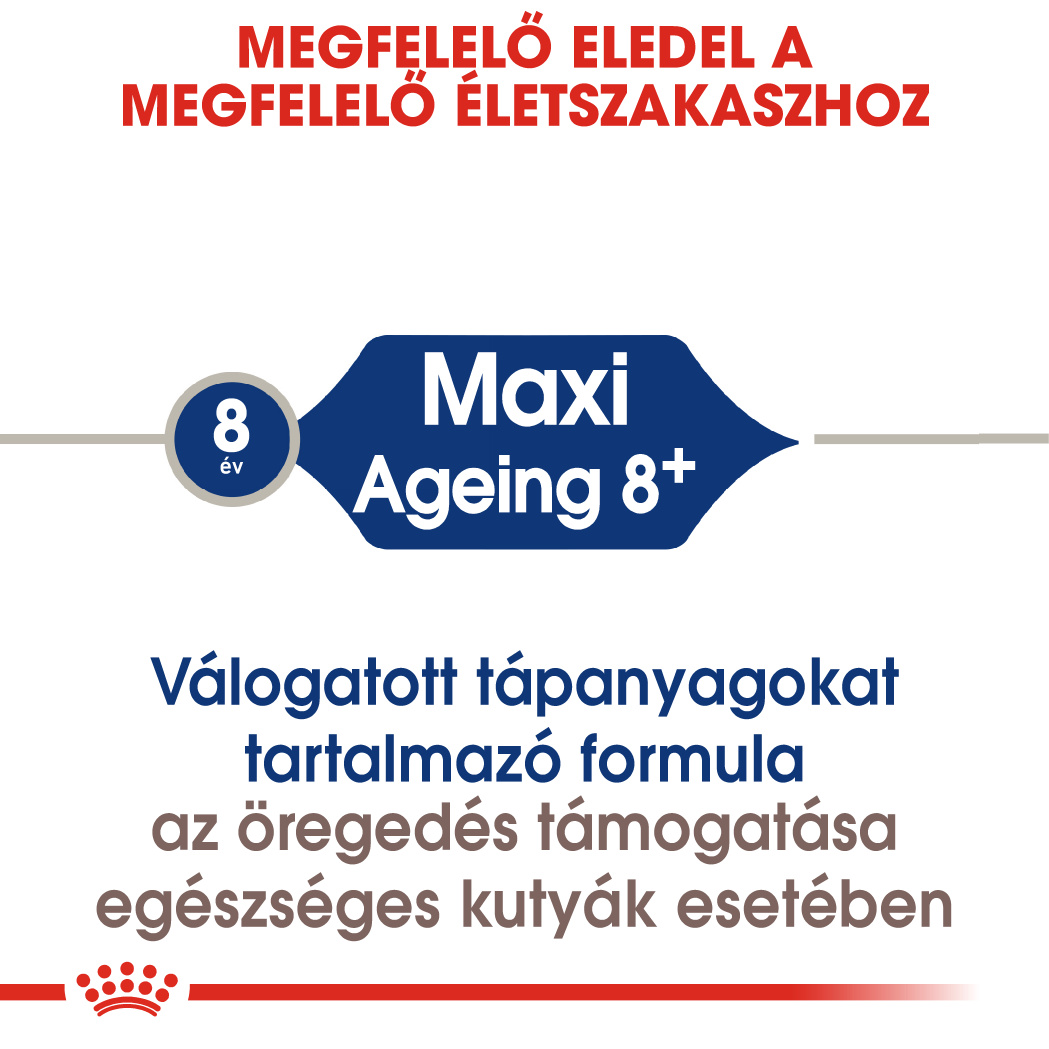 MEGFELELŐ ELEDEL A
MEGFELELŐ ÉLETSZAKASZHOZ
8
év
Maxi
Ageing 8+
Válogatott tápanyagokat
tartalmazó formula
az öregedés támogatása
egészséges kutyák esetében